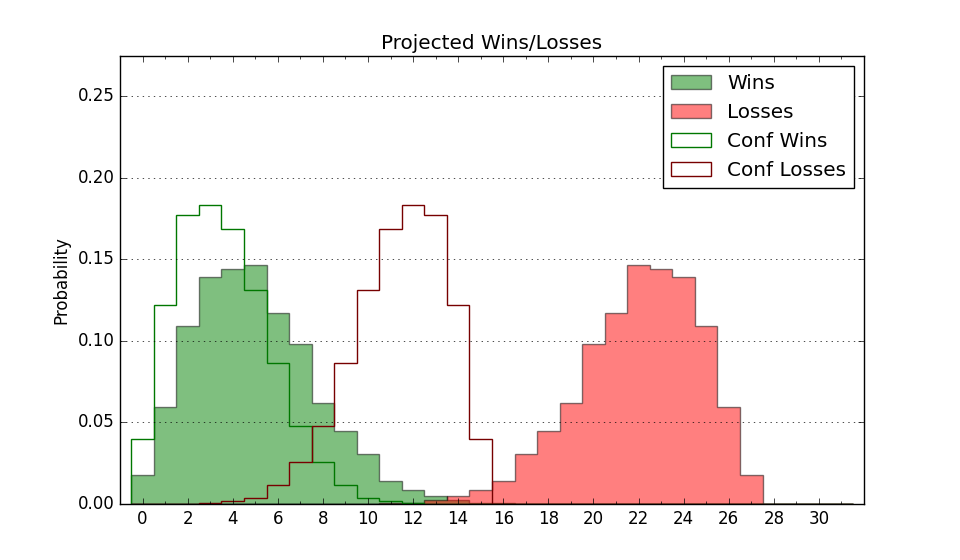 Projected Wins/Losses
Wins
Losses
Conf Wins
Conf Losses
Probability
0.25
0.20
0.15
0.10
0.05
0.00
0 2 4 6 8 10 12 14 16 18 20 22 24 26 28 30